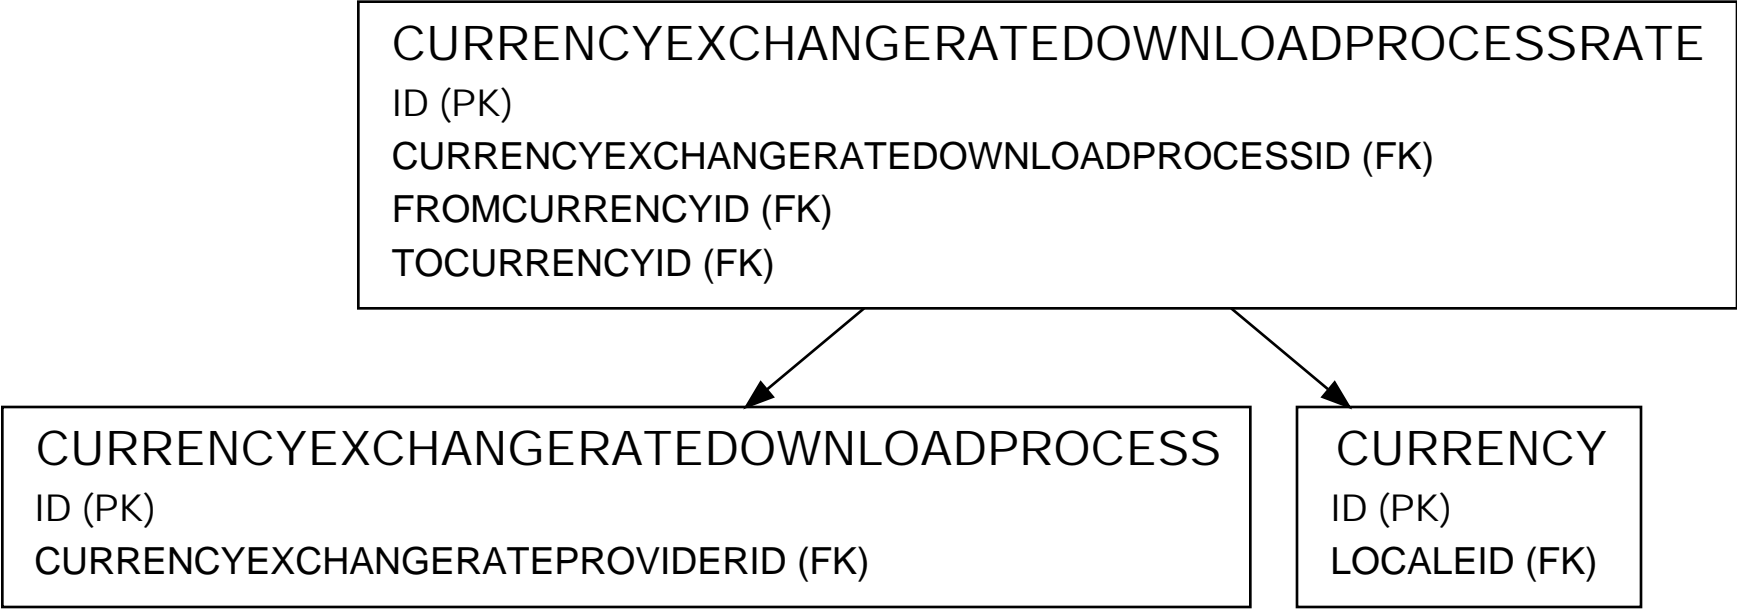 CURRENCYEXCHANGERATEDOWNLOADPROCESSRATE
ID (PK)
CURRENCYEXCHANGERATEDOWNLOADPROCESSID (FK)
FROMCURRENCYID (FK)
TOCURRENCYID (FK)
CURRENCYEXCHANGERATEDOWNLOADPROCESS
ID (PK)
CURRENCYEXCHANGERATEPROVIDERID (FK)
CURRENCY
ID (PK)
LOCALEID (FK)